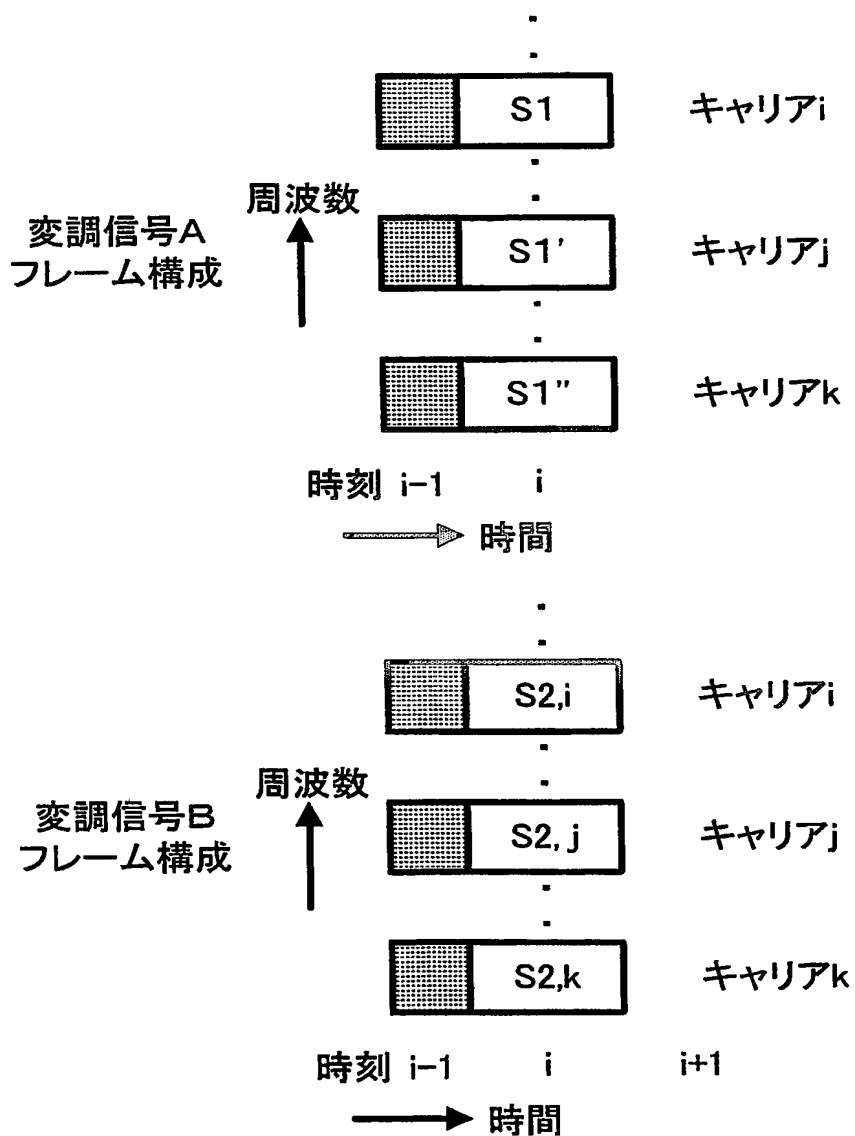 S1 キャリアi
周波数
変調信号A
フレーム構成
S1' キャリアj
S1'' キャリアk
時刻 i-1 i
時間
S2,i キャリアi
周波数
変調信号B
フレーム構成
S2, j キャリアj
S2,k キャリアk
時刻 i-1 i i+1
時間